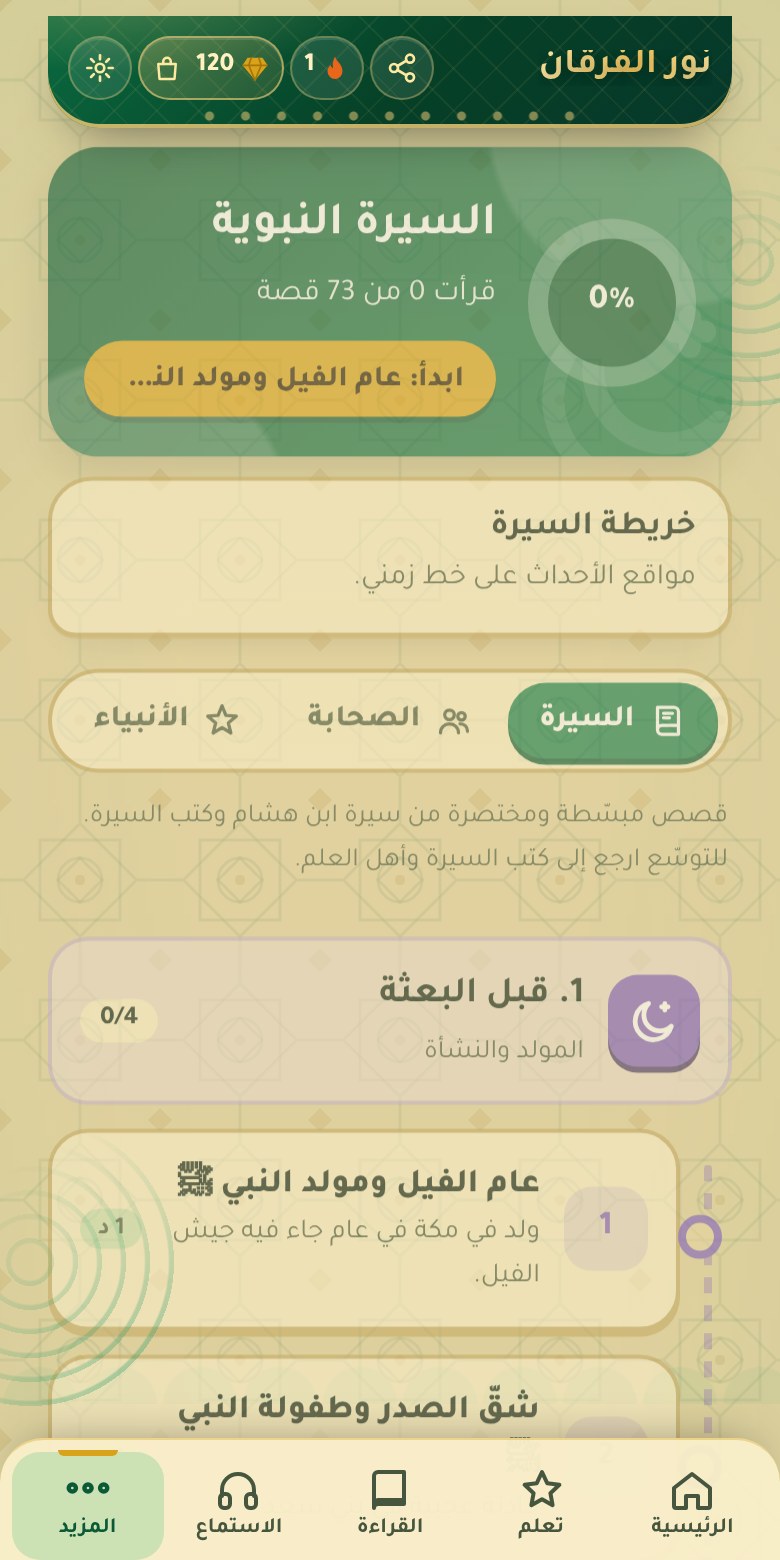 نور الفرقان
1
120
السيرة النبوية
قرأت 0 من 73 قصة
0%
ابدأ: عام الفيل ومولد الن...
خريطة السيرة
مواقع الأحداث على خط زمني.
السيرة
الصحابة
الأنبياء
قصص مبسّطة ومختصرة من سيرة ابن هشام وكتب السيرة.
للتوسّع ارجع إلى كتب السيرة وأهل العلم.
1. قبل البعثة
المولد والنشأة
0/4
1
عام الفيل ومولد النبي ﷺ
ولد في مكة في عام جاء فيه جيش
الفيل.
1 د
شقّ الصدر وطفولة النبي
الرئيسية
تعلم
القراءة
الاستماع
المزيد